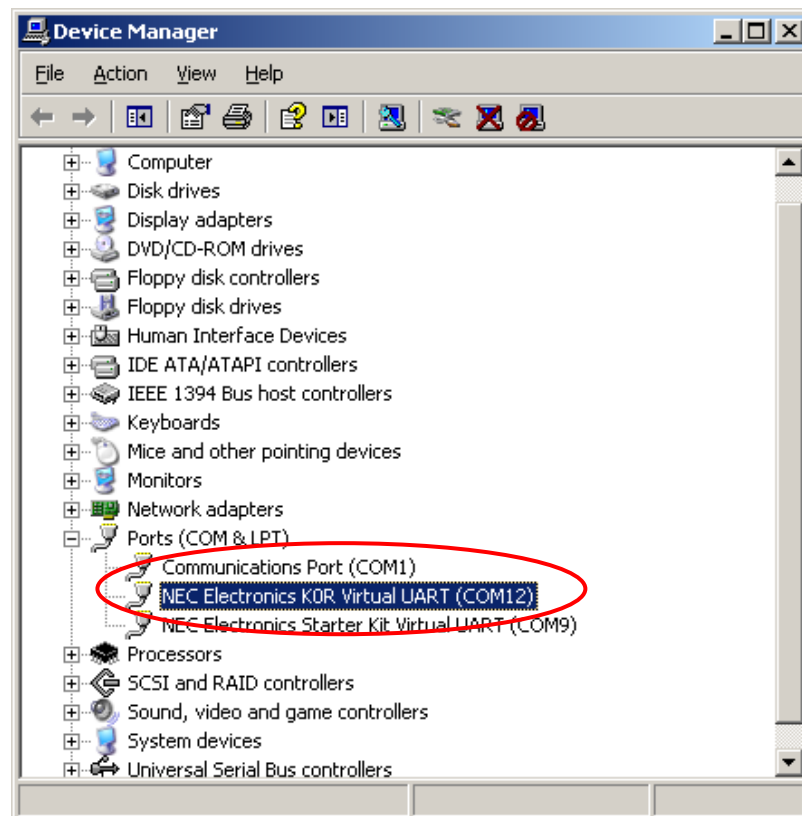 Device Manager
File Action View Help
Computer
Disk drives
Display adapters
DVD/CD-ROM drives
Floppy disk controllers
Floppy disk drives
Human Interface Devices
IDE ATA/ATAPI controllers
IEEE 1394 Bus host controllers
Keyboards
Mice and other pointing devices
Monitors
Network adapters
Ports (COM & LPT)
Communications Port (COM1)
NEC Electronics K0R Virtual UART (COM12)
NEC Electronics Starter Kit Virtual UART (COM9)
Processors
SCSI and RAID controllers
Sound, video and game controllers
System devices
Universal Serial Bus controllers